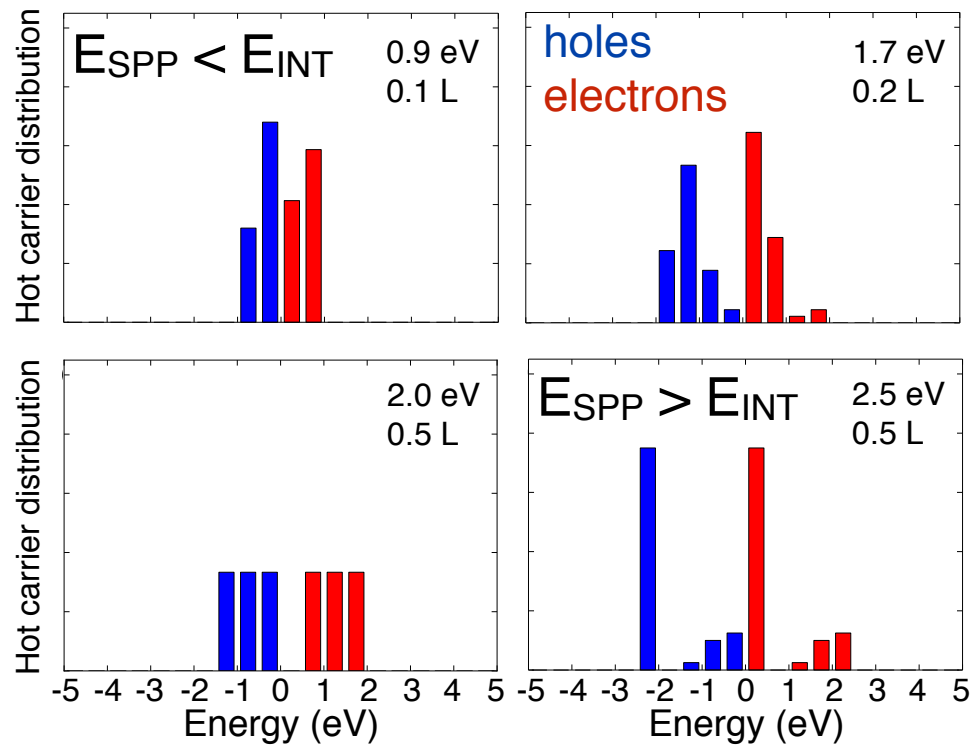 E_SPP < E_INT
0.9 eV
0.1 L
Hot carrier distribution
holes
electrons
1.7 eV
0.2 L
2.0 eV
0.5 L
Hot carrier distribution
-5 -4 -3 -2 -1 0 1 2 3 4 5
Energy (eV)
E_SPP > E_INT
2.5 eV
0.5 L
-5 -4 -3 -2 -1 0 1 2 3 4 5
Energy (eV)